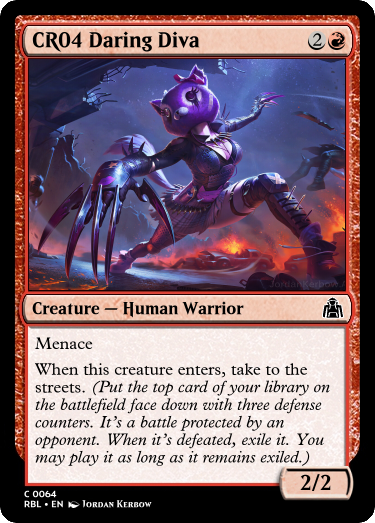 CR04 Daring Diva 2
JordanKerbow
Creature — Human Warrior
Menace
When this creature enters, take to the
streets. (Put the top card of your library on
the battlefield face down with three defense
counters. It's a battle protected by an
opponent. When it's defeated, exile it. You
may play it as long as it remains exiled.)
2/2
C 0064
RBL • EN Jordan Kerbow